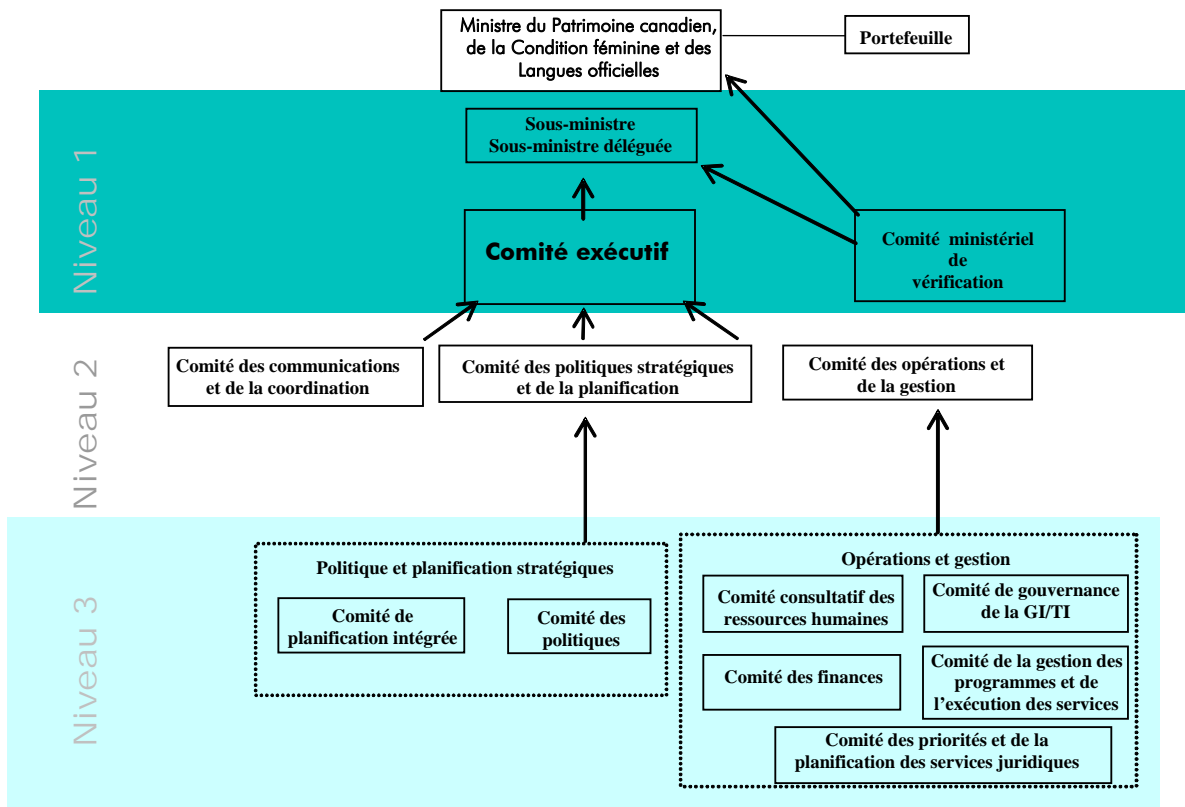 Ministre du Patrimoine canadien,
de la Condition féminine et des
Langues officielles
Portefeuille
Niveau 1
Sous-ministre
Sous-ministre déléguée
Comité exécutif
Comité ministériel
de
vérification
Niveau 2
Comité des communications
et de la coordination
Comité des politiques stratégiques
et de la planification
Comité des opérations et
de la gestion
Niveau 3
Politique et planification stratégiques
Comité de
planification intégrée
Comité des
politiques
Opérations et gestion
Comité consultatif des
ressources humaines
Comité de gouvernance
de la GI/TI
Comité des finances
Comité de la gestion des
programmes et de
l'exécution des services
Comité des priorités et de la
planification des services juridiques